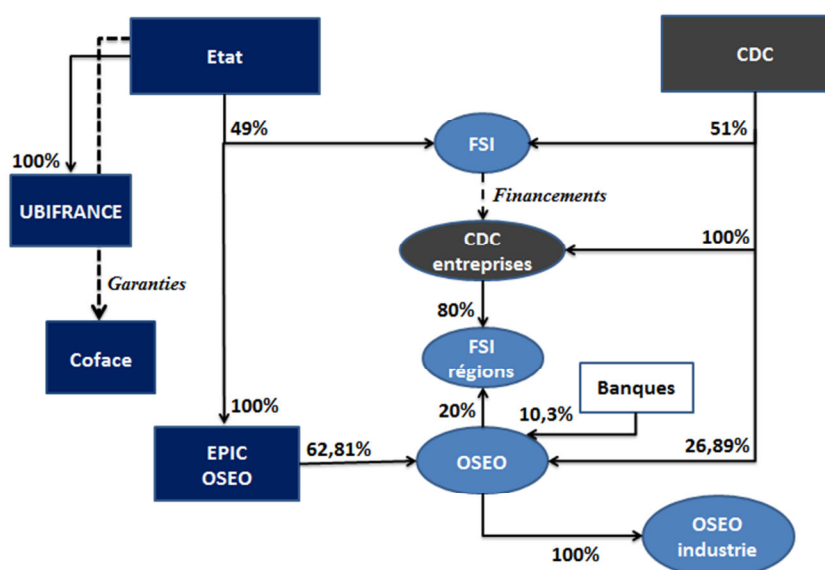 Etat
CDC
49%
51%
FSI
100%
UBIFRANCE
Financements
CDC
entreprises
100%
Garanties
80%
Coface
FSI
régions
Banques
100%
20%
10,3%
EPIC
OSEO
62,81%
OSEO
26,89%
OSEO
industrie
100%